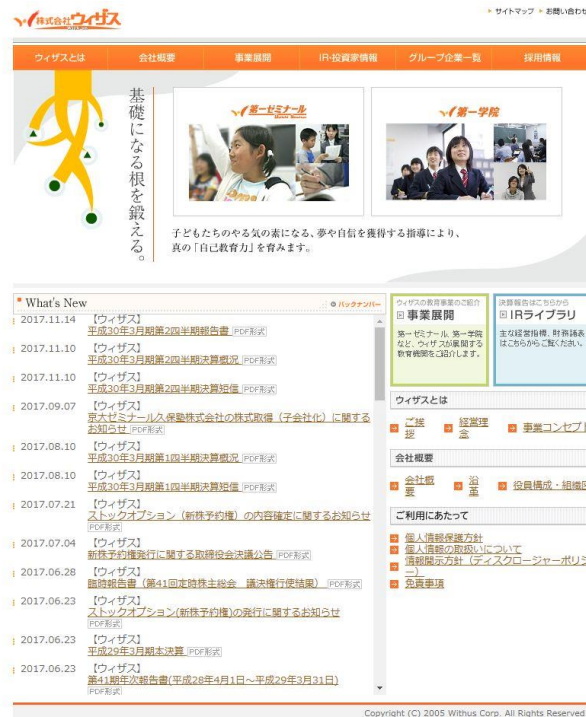 株式会社ウィザス
サイトマップ お問い合わせ
ウィザスとは 会社概要 事業展開 IR・投資家情報 グループ企業一覧 採用情報
基礎になる根を鍛える。
第一ゼミナール
第一学院
子どもたちのやる気の素になる、夢や自信を獲得する指導により、
真の「自己教育力」を育みます。
What's New
バックナンバー
2017.11.14 【ウィザス】
平成30年3月期第2四半期報告書 PDF形式
2017.11.10 【ウィザス】
平成30年3月期第2四半期決算概況 PDF形式
2017.11.10 【ウィザス】
平成30年3月期第2四半期決算短信 PDF形式
2017.09.07 【ウィザス】
京大ゼミナール久保塾株式会社の株式取得（子会社化）に関する
お知らせ PDF形式
2017.08.10 【ウィザス】
平成30年3月期第1四半期決算概況 PDF形式
2017.08.10 【ウィザス】
平成30年3月期第1四半期決算短信 PDF形式
2017.07.21 【ウィザス】
ストックオプション（新株予約権）の内容確定に関するお知らせ
PDF形式
2017.07.04 【ウィザス】
新株予約権発行に関する取締役会決議公告 PDF形式
2017.06.28 【ウィザス】
臨時報告書（第41回定時株主総会　議決権行使結果） PDF形式
2017.06.23 【ウィザス】
ストックオプション(新株予約権)の発行に関するお知らせ
PDF形式
2017.06.23 【ウィザス】
平成29年3月期本決算 PDF形式
2017.06.23 【ウィザス】
第41期年次報告書(平成28年4月1日～平成29年3月31日)
PDF形式
ウィザスの教育事業のご紹介
事業展開
第一ゼミナール、第一学院
など、ウィザスが展開する
教育機関をご紹介します。
決算報告はこちらから
IRライブラリ
主な経営指標、財務諸表
はこちらからご覧ください。
ウィザスとは
ご挨
拶
経営理
念
事業コンセプト
会社概要
会社概
要
沿
革
役員構成・組織図
ご利用にあたって
個人情報保護方針
個人情報の取扱いについて
情報開示方針（ディスクロージャーポリシ
ー）
免責事項
Copyright (C) 2005 Withus Corp. All Rights Reserved